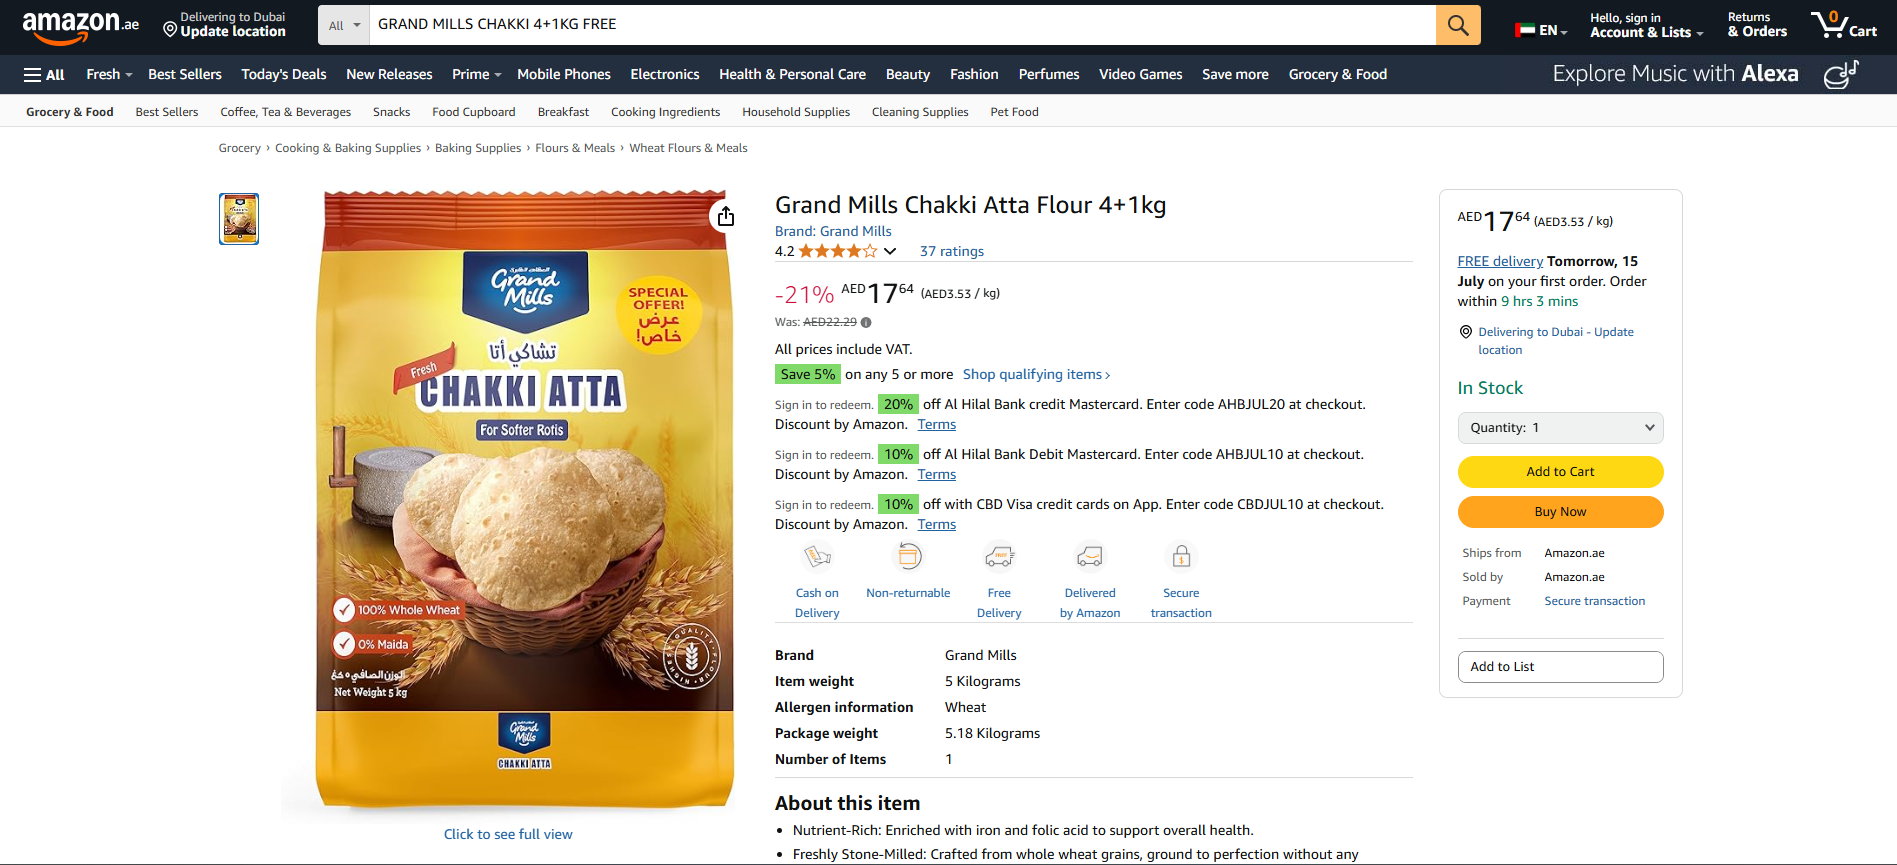 amazon.ae
Delivering to Dubai
Update location
All
GRAND MILLS CHAKKI 4+1KG FREE
EN
Hello, sign in
Account & Lists
Returns
& Orders
0
Cart
All
Fresh
Best Sellers
Today's Deals
New Releases
Prime
Mobile Phones
Electronics
Health & Personal Care
Beauty
Fashion
Perfumes
Video Games
Save more
Grocery & Food
Explore Music with Alexa
Grocery & Food
Best Sellers
Coffee, Tea & Beverages
Snacks
Food Cupboard
Breakfast
Cooking Ingredients
Household Supplies
Cleaning Supplies
Pet Food
Grocery › Cooking & Baking Supplies › Baking Supplies › Flours & Meals › Wheat Flours & Meals
Grand
Mills
SPECIAL
OFFER!
عرض
خاص!
تشاكي أتا
Fresh
CHAKKI ATTA
For Softer Rotis
100% Whole Wheat
0% Maida
الوزن الصافي ٥ كغ
Net Weight 5 kg
Grand
Mills
CHAKKI ATTA
Click to see full view
Grand Mills Chakki Atta Flour 4+1kg
Brand: Grand Mills
4.2
37 ratings
-21% AED 17 64 (AED3.53 / kg)
Was: AED22.29
All prices include VAT.
Save 5% on any 5 or more Shop qualifying items ›
Sign in to redeem. 20% off Al Hilal Bank credit Mastercard. Enter code AHBJUL20 at checkout.
Discount by Amazon. Terms
Sign in to redeem. 10% off Al Hilal Bank Debit Mastercard. Enter code AHBJUL10 at checkout.
Discount by Amazon. Terms
Sign in to redeem. 10% off with CBD Visa credit cards on App. Enter code CBDJUL10 at checkout.
Discount by Amazon. Terms
Cash on
Delivery
Non-returnable
Free
Delivery
Delivered
by Amazon
Secure
transaction
Brand Grand Mills
Item weight 5 Kilograms
Allergen information Wheat
Package weight 5.18 Kilograms
Number of Items 1
About this item
• Nutrient-Rich: Enriched with iron and folic acid to support overall health.
• Freshly Stone-Milled: Crafted from whole wheat grains, ground to perfection without any
AED 17 64 (AED3.53 / kg)
FREE delivery Tomorrow, 15
July on your first order. Order
within 9 hrs 3 mins
Delivering to Dubai - Update
location
In Stock
Quantity: 1
Add to Cart
Buy Now
Ships from Amazon.ae
Sold by Amazon.ae
Payment Secure transaction
Add to List